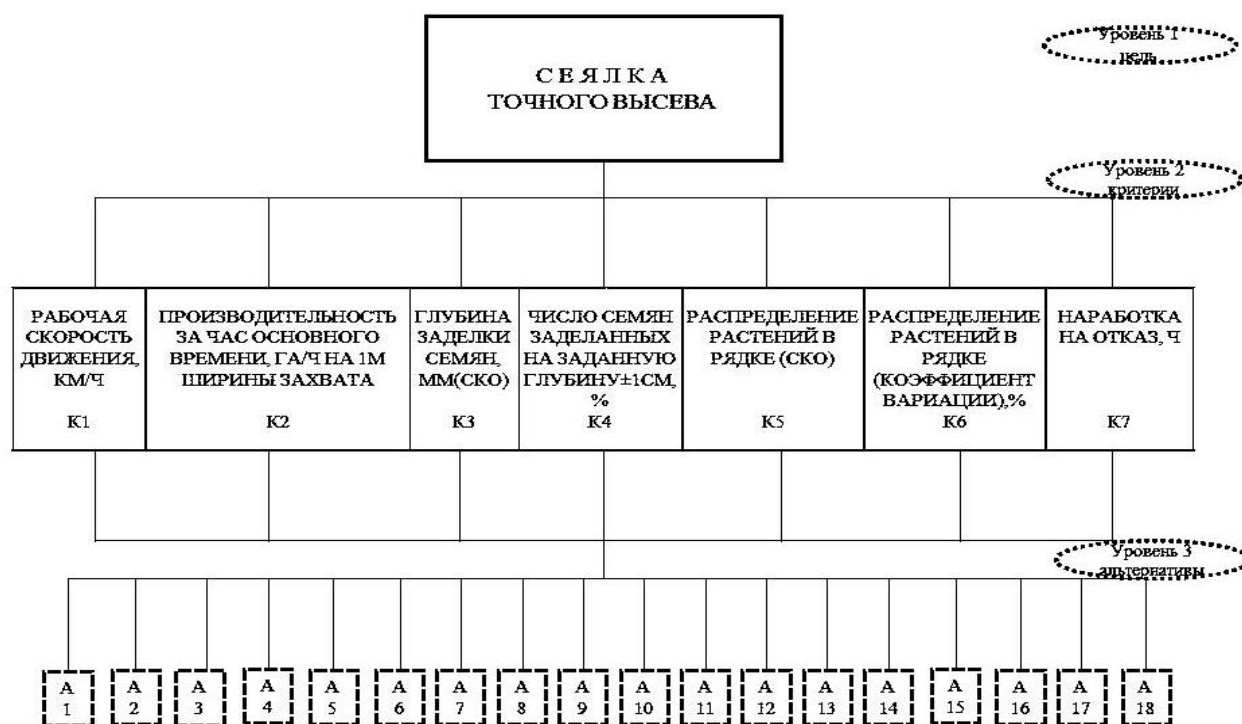 Уровень 1
цель
С Е Я Л К А
ТОЧНОГО ВЫСЕВА
Уровень 2
критерии
РАБОЧАЯ
СКОРОСТЬ
ДВИЖЕНИЯ,
КМ/Ч
К1
ПРОИЗВОДИТЕЛЬНОСТЬ
ЗА ЧАС ОСНОВНОГО
ВРЕМЕНИ, ГА/Ч НА 1М
ШИРИНЫ ЗАХВАТА
К2
ГЛУБИНА
ЗАДЕЛКИ
СЕМЯН,
ММ(СКО)
К3
ЧИСЛО СЕМЯН
ЗАДЕЛАННЫХ
НА ЗАДАННУЮ
ГЛУБИНУ±1СМ,
%
К4
РАСПРЕДЕЛЕНИЕ
РАСТЕНИЙ В
РЯДКЕ (СКО)
К5
РАСПРЕДЕЛЕНИЕ
РАСТЕНИЙ В
РЯДКЕ
(КОЭФФИЦИЕНТ
ВАРИАЦИИ),%
К6
НАРАБОТКА
НА ОТКАЗ, Ч
К7
Уровень 3
альтернативы
А
1
А
2
А
3
А
4
А
5
А
6
А
7
А
8
А
9
А
10
А
11
А
12
А
13
А
14
А
15
А
16
А
17
А
18